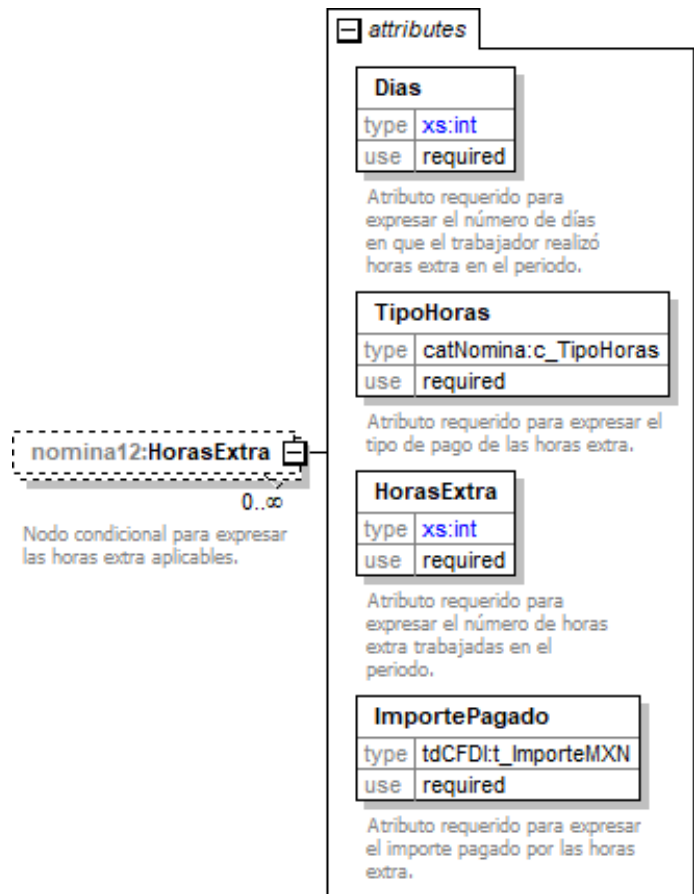 attributes
Dias
type xs:int
use required
Atributo requerido para
expresar el número de días
en que el trabajador realizó
horas extra en el periodo.
TipoHoras
type catNomina:c_TipoHoras
use required
Atributo requerido para expresar el
tipo de pago de las horas extra.
nomina12:HorasExtra
0..∞
Nodo condicional para expresar
las horas extra aplicables.
HorasExtra
type xs:int
use required
Atributo requerido para
expresar el número de horas
extra trabajadas en el
periodo.
ImportePagado
type tdCFDI:t_ImporteMXN
use required
Atributo requerido para expresar
el importe pagado por las horas
extra.